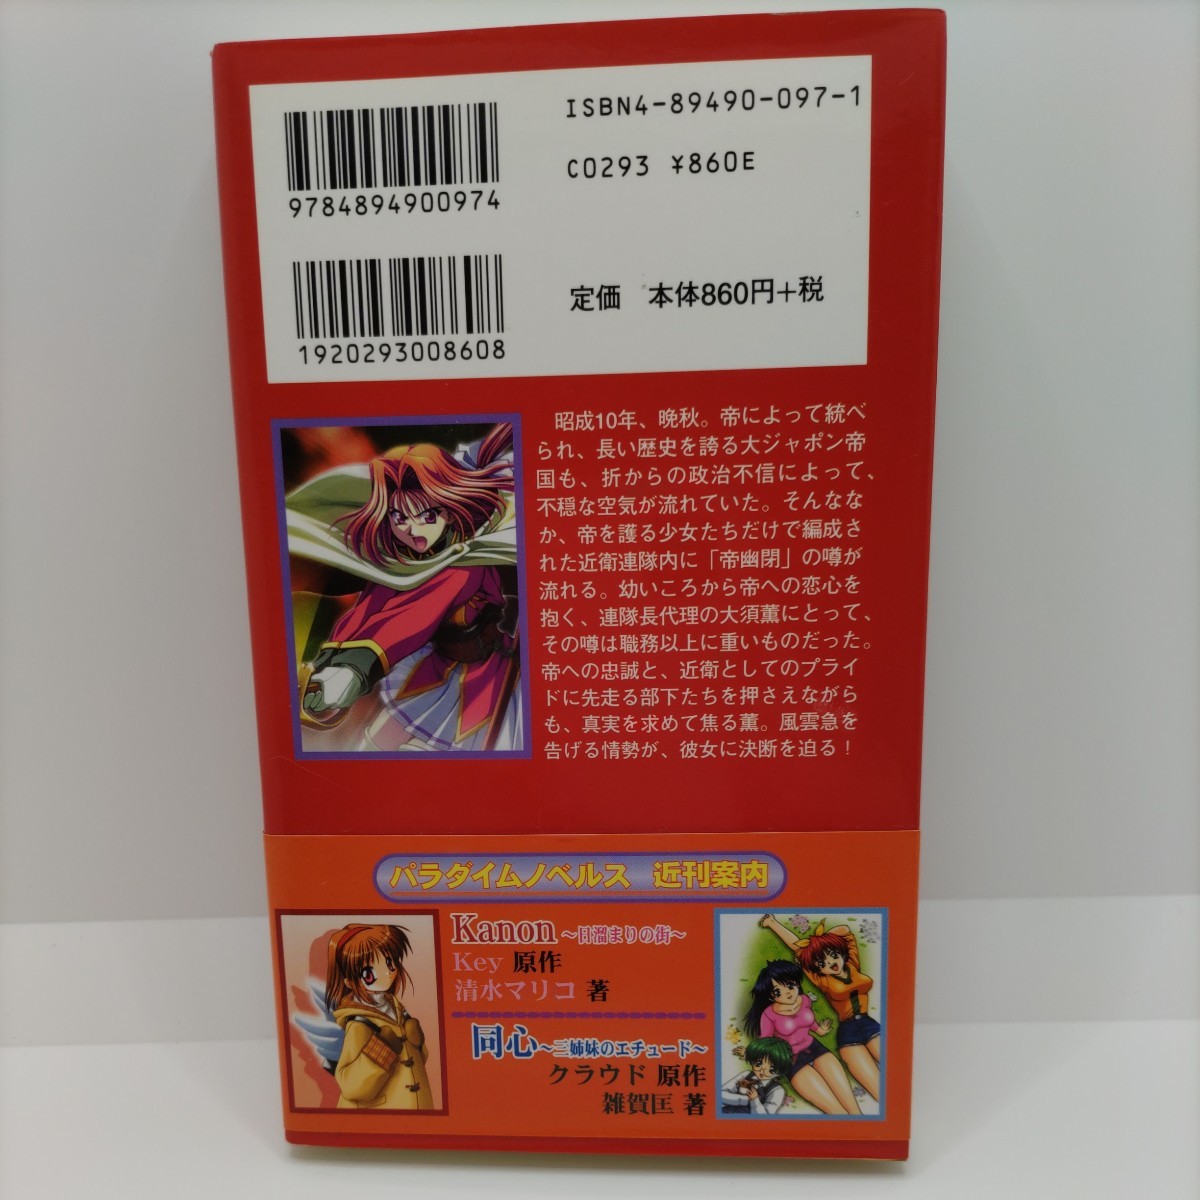 ISBN4-89490-097-1
C0293 ¥860E
9784894900974
定価 本体860円+税
1920293008608
昭成10年、晩秋。帝によって統べ
られ、長い歴史を誇る大ジャポン帝
国も、折からの政治不信によって、
不穏な空気が流れていた。そんなな
か、帝を護る少女たちだけで編成さ
れた近衛連隊内に「帝幽閉」の噂が
流れる。幼いころから帝への恋心を
抱く、連隊長代理の大須薫にとって、
その噂は職務以上に重いものだった。
帝への忠誠と、近衛としてのプライ
ドに先走る部下たちを押さえながら
も、真実を求めて焦る薫。風雲急を
告げる情勢が、彼女に決断を迫る！
パラダイムノベルス 近刊案内
Kanon ～日溜まりの街～
Key 原作
清水マリコ 著
同心～三姉妹のエチュード～
クラウド 原作
雑賀匡 著